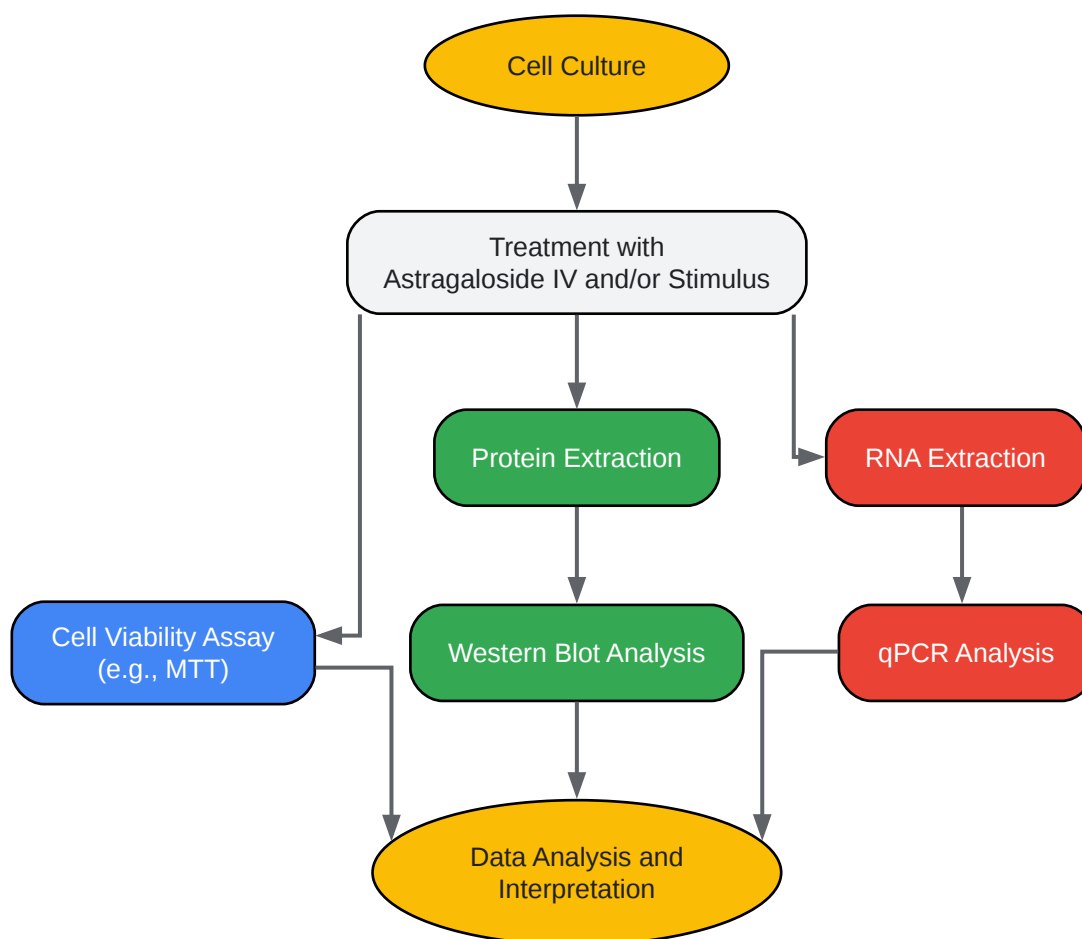 Cell Culture
Treatment with
Astragaloside IV and/or Stimulus
Protein Extraction
RNA Extraction
Cell Viability Assay
(e.g., MTT)
Western Blot Analysis
qPCR Analysis
Data Analysis and
Interpretation